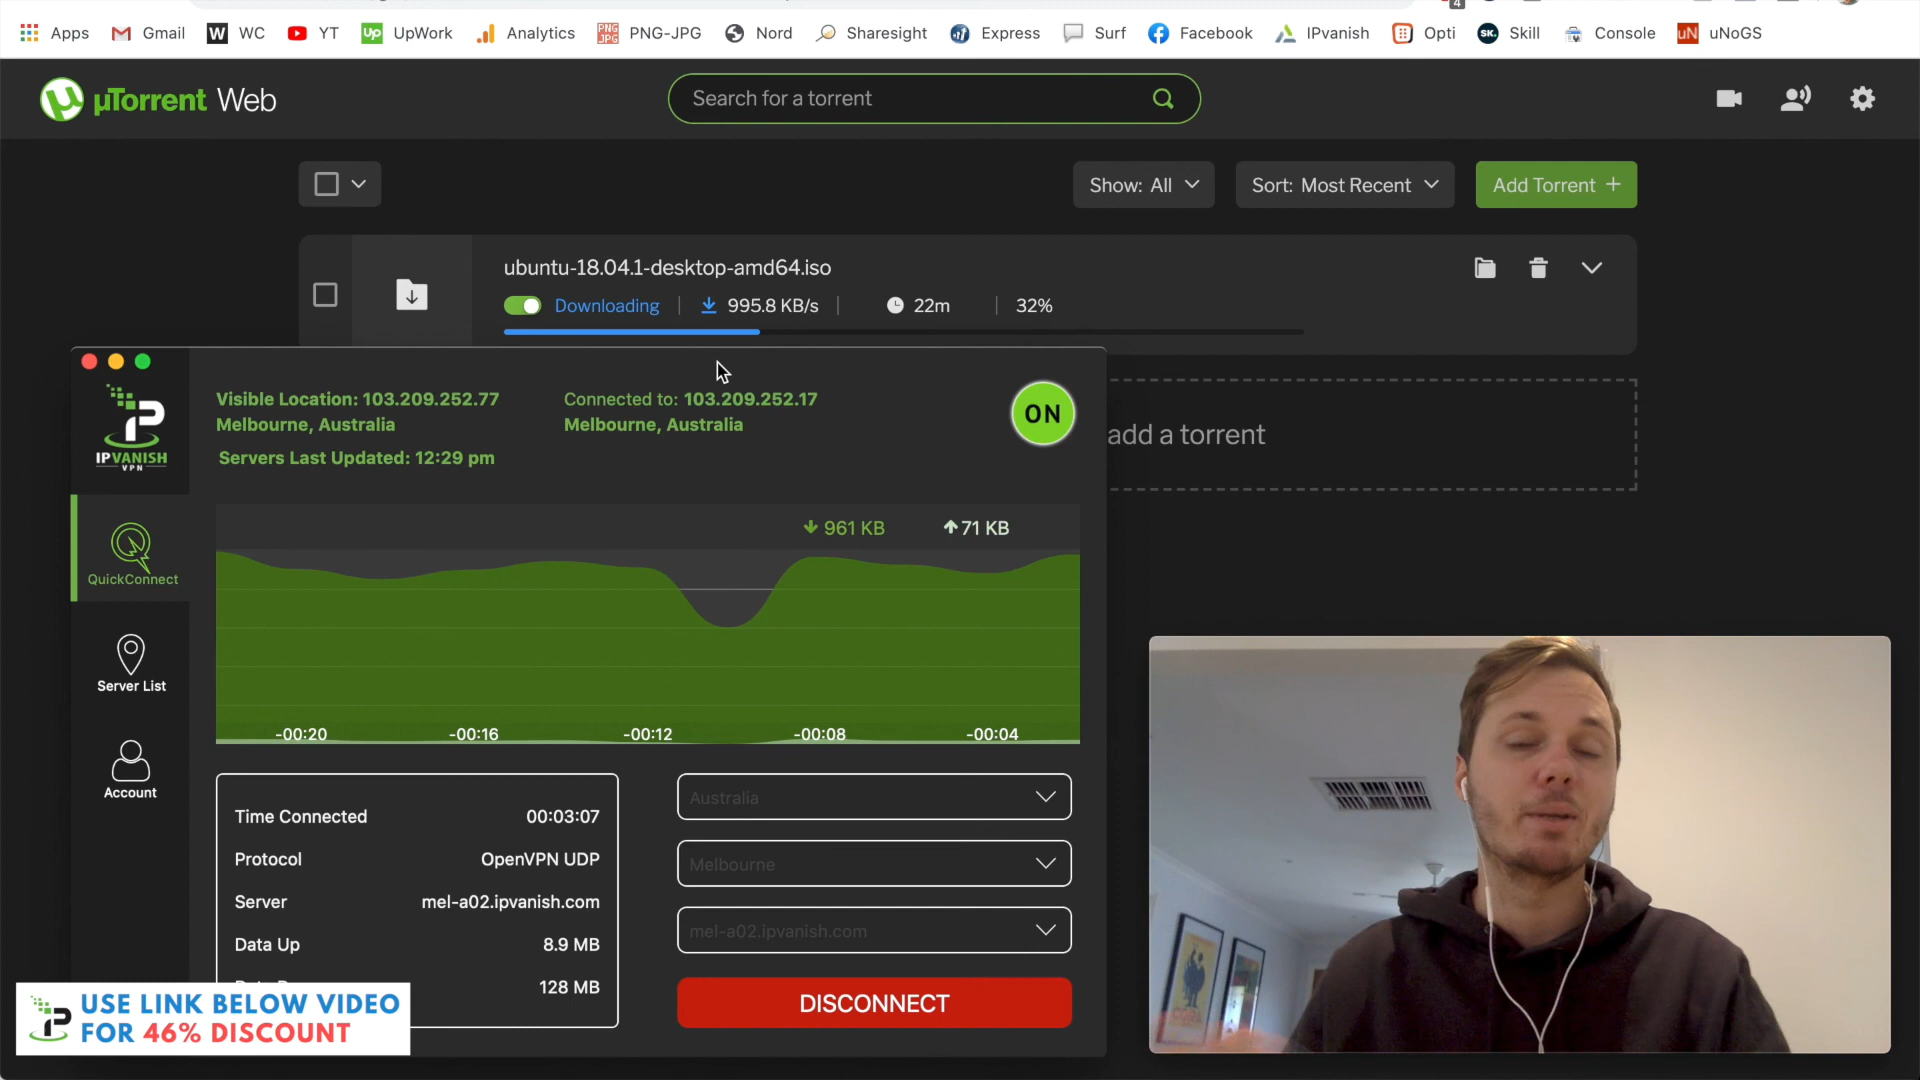 4
Apps
Gmail
W WC
YT
Up UpWork
Analytics
PNG JPG PNG-JPG
Nord
Sharesight
Express
Surf
Facebook
IPvanish
Opti
SK. Skill
Console
uN uNoGS
µTorrent Web
Search for a torrent
Show: All
Sort: Most Recent
Add Torrent +
ubuntu-18.04.1-desktop-amd64.iso
Downloading
995.8 KB/s
22m
32%
add a torrent
IPVANISH
VPN
Visible Location: 103.209.252.77
Melbourne, Australia
Servers Last Updated: 12:29 pm
Connected to: 103.209.252.17
Melbourne, Australia
ON
QuickConnect
Server List
Account
961 KB
71 KB
-00:20
-00:16
-00:12
-00:08
-00:04
Time Connected 00:03:07
Protocol OpenVPN UDP
Server mel-a02.ipvanish.com
Data Up 8.9 MB
128 MB
Australia
Melbourne
mel-a02.ipvanish.com
DISCONNECT
USE LINK BELOW VIDEO
FOR 46% DISCOUNT